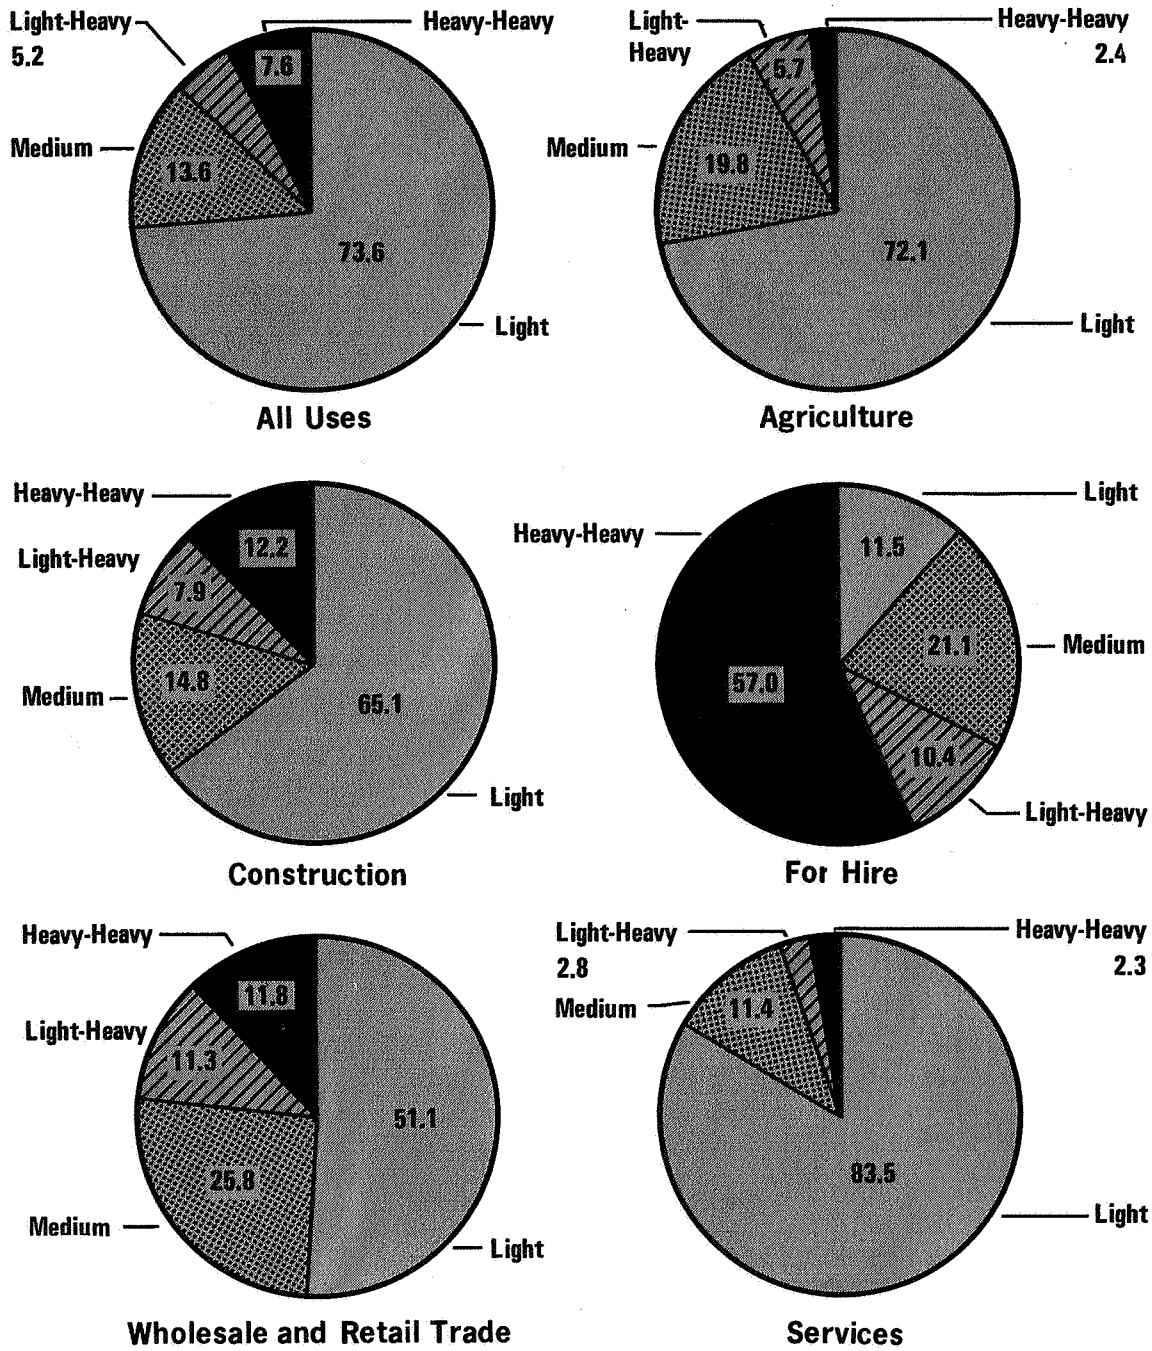 Light-Heavy
5.2
Heavy-Heavy
7.6
Medium
13.6
73.6
Light
All Uses
Light-
Heavy
Heavy-Heavy
2.4
5.7
Medium
19.8
72.1
Light
Agriculture
Heavy-Heavy
12.2
Light-Heavy
7.9
Medium
14.8
65.1
Light
Construction
Light
Heavy-Heavy
11.5
21.1
Medium
57.0
10.4
Light-Heavy
For Hire
Heavy-Heavy
11.8
Light-Heavy
11.3
51.1
25.8
Medium
Light
Wholesale and Retail Trade
Light-Heavy
2.8
Heavy-Heavy
2.3
Medium
11.4
83.5
Light
Services